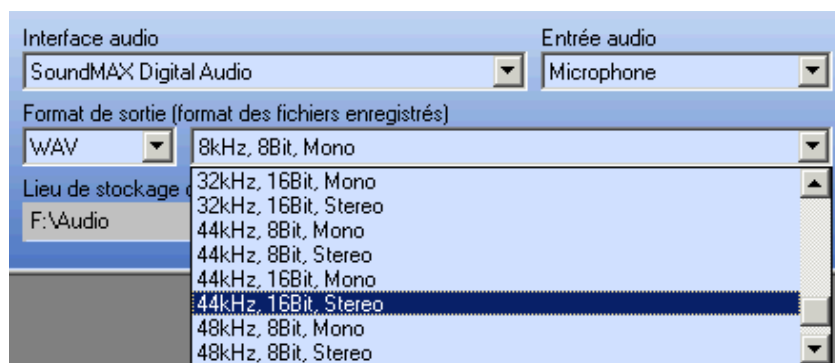 Interface audio Entrée audio
SoundMAX Digital Audio Microphone
Format de sortie (format des fichiers enregistrés)
WAV 8kHz, 8Bit, Mono
32kHz, 16Bit, Mono
Lieu de stockage
32kHz, 16Bit, Stereo
F:\Audio
44kHz, 8Bit, Mono
44kHz, 8Bit, Stereo
44kHz, 16Bit, Mono
44kHz, 16Bit, Stereo
48kHz, 8Bit, Mono
48kHz, 8Bit, Stereo